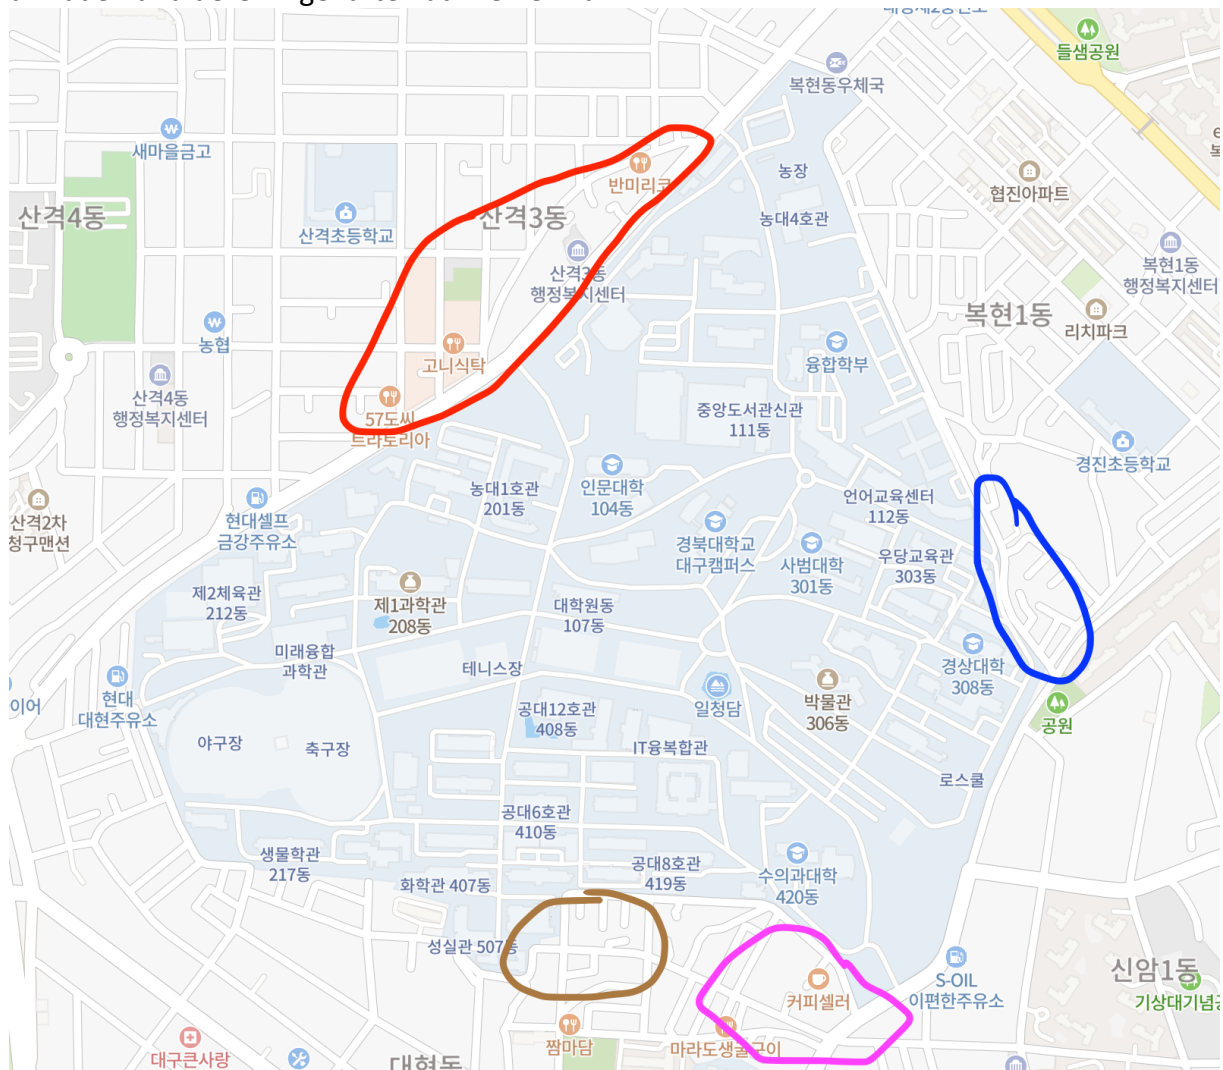 들샘공원
복현동우체국
새마을금고
반미리코
농장
협진아파트
산격4동
산격3동
산격초등학교
농대4호관
복현1동
행정복지센터
산격3동
행정복지센터
복현1동
리치파크
농협
융합학부
고니식탁
산격4동
행정복지센터
중앙도서관신관
111동
57도씨
트라토리아
경진초등학교
농대1호관
201동
인문대학
104동
언어교육센터
112동
산격2차
청구맨션
현대셀프
금강주유소
경북대학교
대구캠퍼스
사범대학
301동
우당교육관
303동
제2체육관
212동
제1과학관
208동
대학원동
107동
미래융합
과학관
테니스장
경상대학
308동
이어
현대
대현주유소
일청담
박물관
306동
공원
공대12호관
408동
야구장
축구장
IT융복합관
로스쿨
공대6호관
410동
생물학관
217동
화학관 407동
공대8호관
419동
수의과대학
420동
성실관 507동
신암1동
S-OIL
이편한주유소
커피셀러
기상대기념공
짬마담
마라도생굴구이
대구큰사랑
대현동